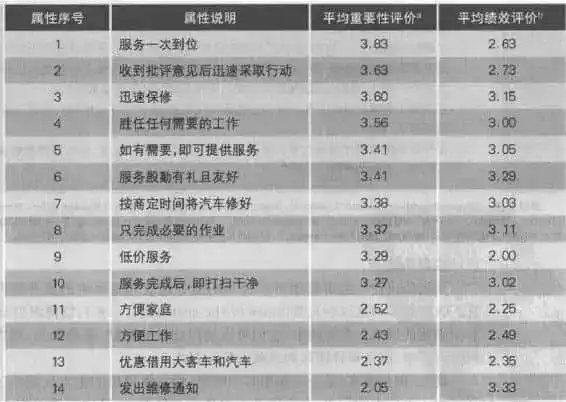 属性序号 属性说明 平均重要性评价a 平均绩效评价b
1 服务一次到位 3.83 2.63
2 收到批评意见后迅速采取行动 3.63 2.73
3 迅速保修 3.60 3.15
4 胜任任何需要的工作 3.56 3.00
5 如有需要,即可提供服务 3.41 3.05
6 服务殷勤有礼且友好 3.41 3.29
7 按商定时间将汽车修好 3.38 3.03
8 只完成必要的作业 3.37 3.11
9 低价服务 3.29 2.00
10 服务完成后,即打扫干净 3.27 3.02
11 方便家庭 2.52 2.25
12 方便工作 2.43 2.49
13 优惠借用大客车和汽车 2.37 2.35
14 发出维修通知 2.05 3.33